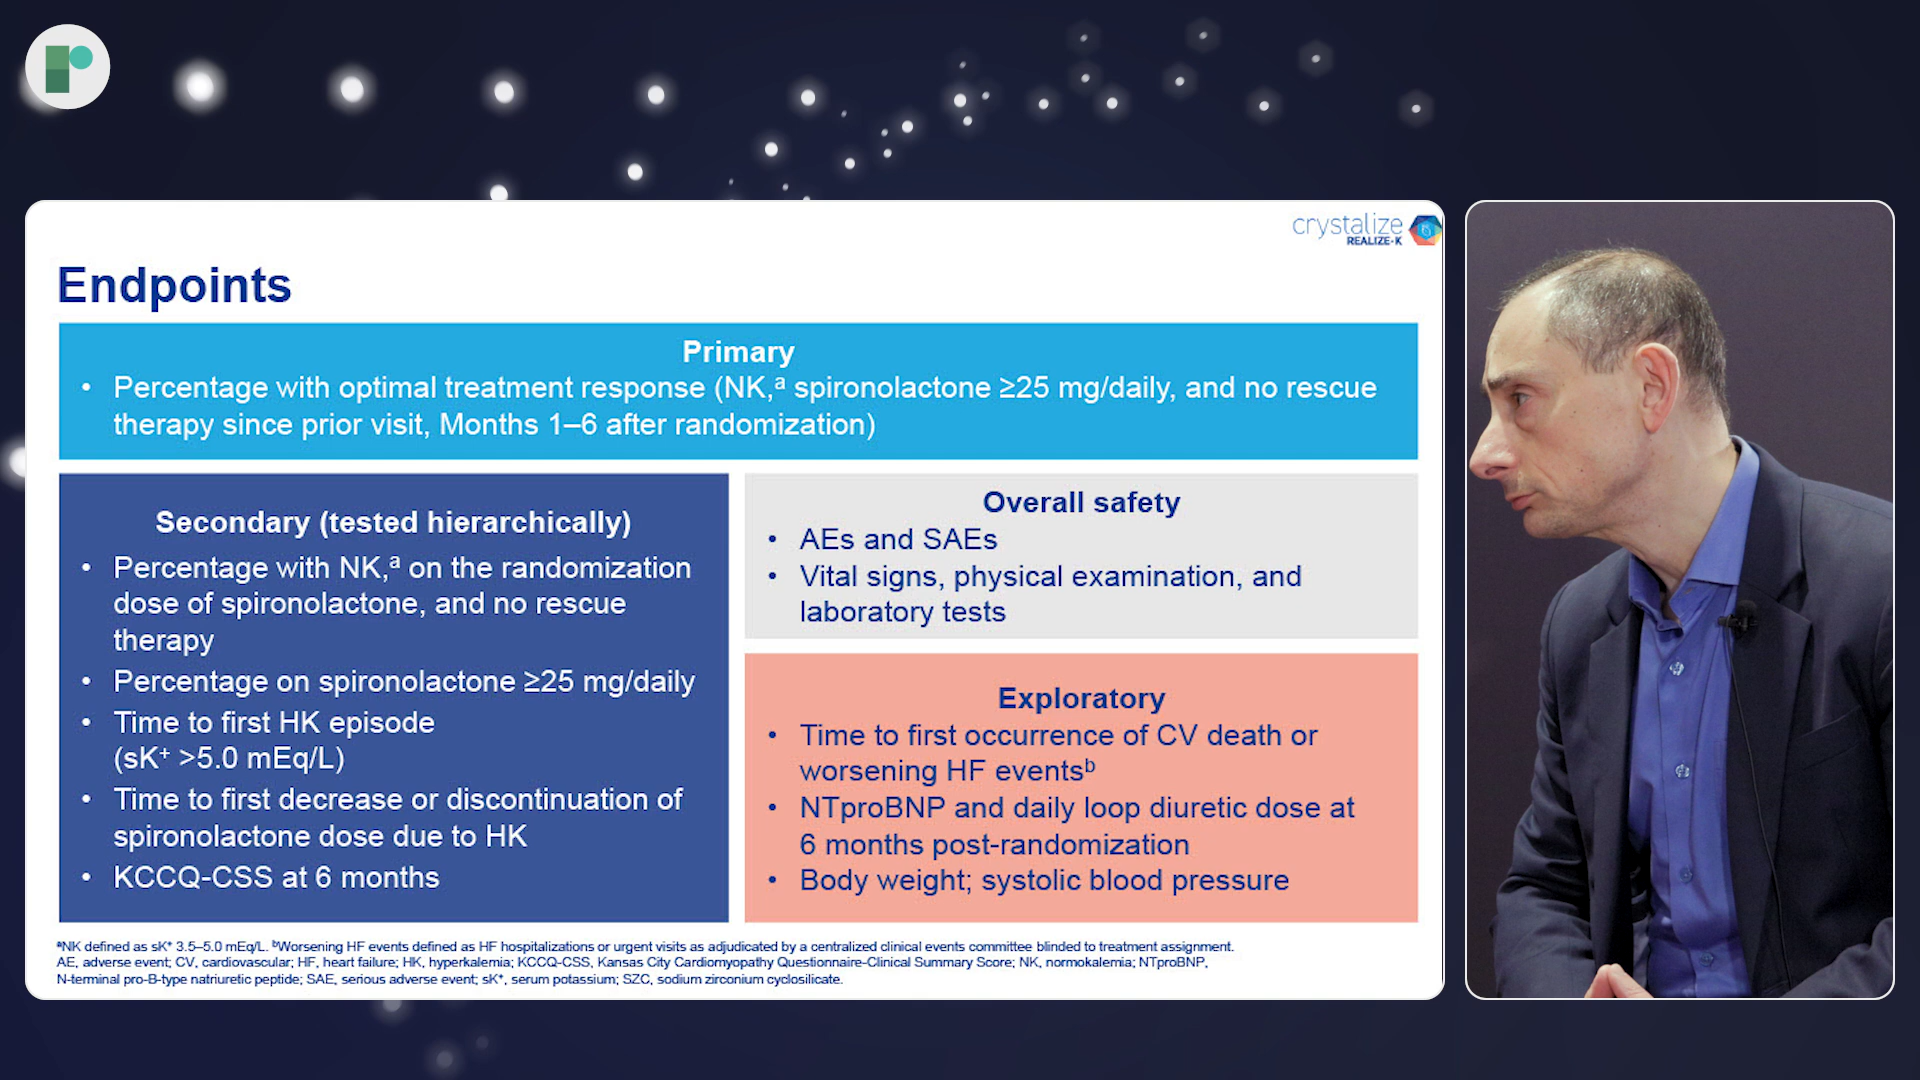 crystalize
REALIZE-K
Endpoints
Primary
• Percentage with optimal treatment response (NK,ᵃ spironolactone ≥25 mg/daily, and no rescue
therapy since prior visit, Months 1–6 after randomization)
Secondary (tested hierarchically)
• Percentage with NK,ᵃ on the randomization
dose of spironolactone, and no rescue
therapy
• Percentage on spironolactone ≥25 mg/daily
• Time to first HK episode
(sK⁺ >5.0 mEq/L)
• Time to first decrease or discontinuation of
spironolactone dose due to HK
• KCCQ-CSS at 6 months
Overall safety
• AEs and SAEs
• Vital signs, physical examination, and
laboratory tests
Exploratory
• Time to first occurrence of CV death or
worsening HF eventsᵇ
• NTproBNP and daily loop diuretic dose at
6 months post-randomization
• Body weight; systolic blood pressure
ᵃNK defined as sK⁺ 3.5–5.0 mEq/L. ᵇWorsening HF events defined as HF hospitalizations or urgent visits as adjudicated by a centralized clinical events committee blinded to treatment assignment.
AE, adverse event; CV, cardiovascular; HF, heart failure; HK, hyperkalemia; KCCQ-CSS, Kansas City Cardiomyopathy Questionnaire-Clinical Summary Score; NK, normokalemia; NTproBNP,
N-terminal pro-B-type natriuretic peptide; SAE, serious adverse event; sK⁺, serum potassium; SZC, sodium zirconium cyclosilicate.